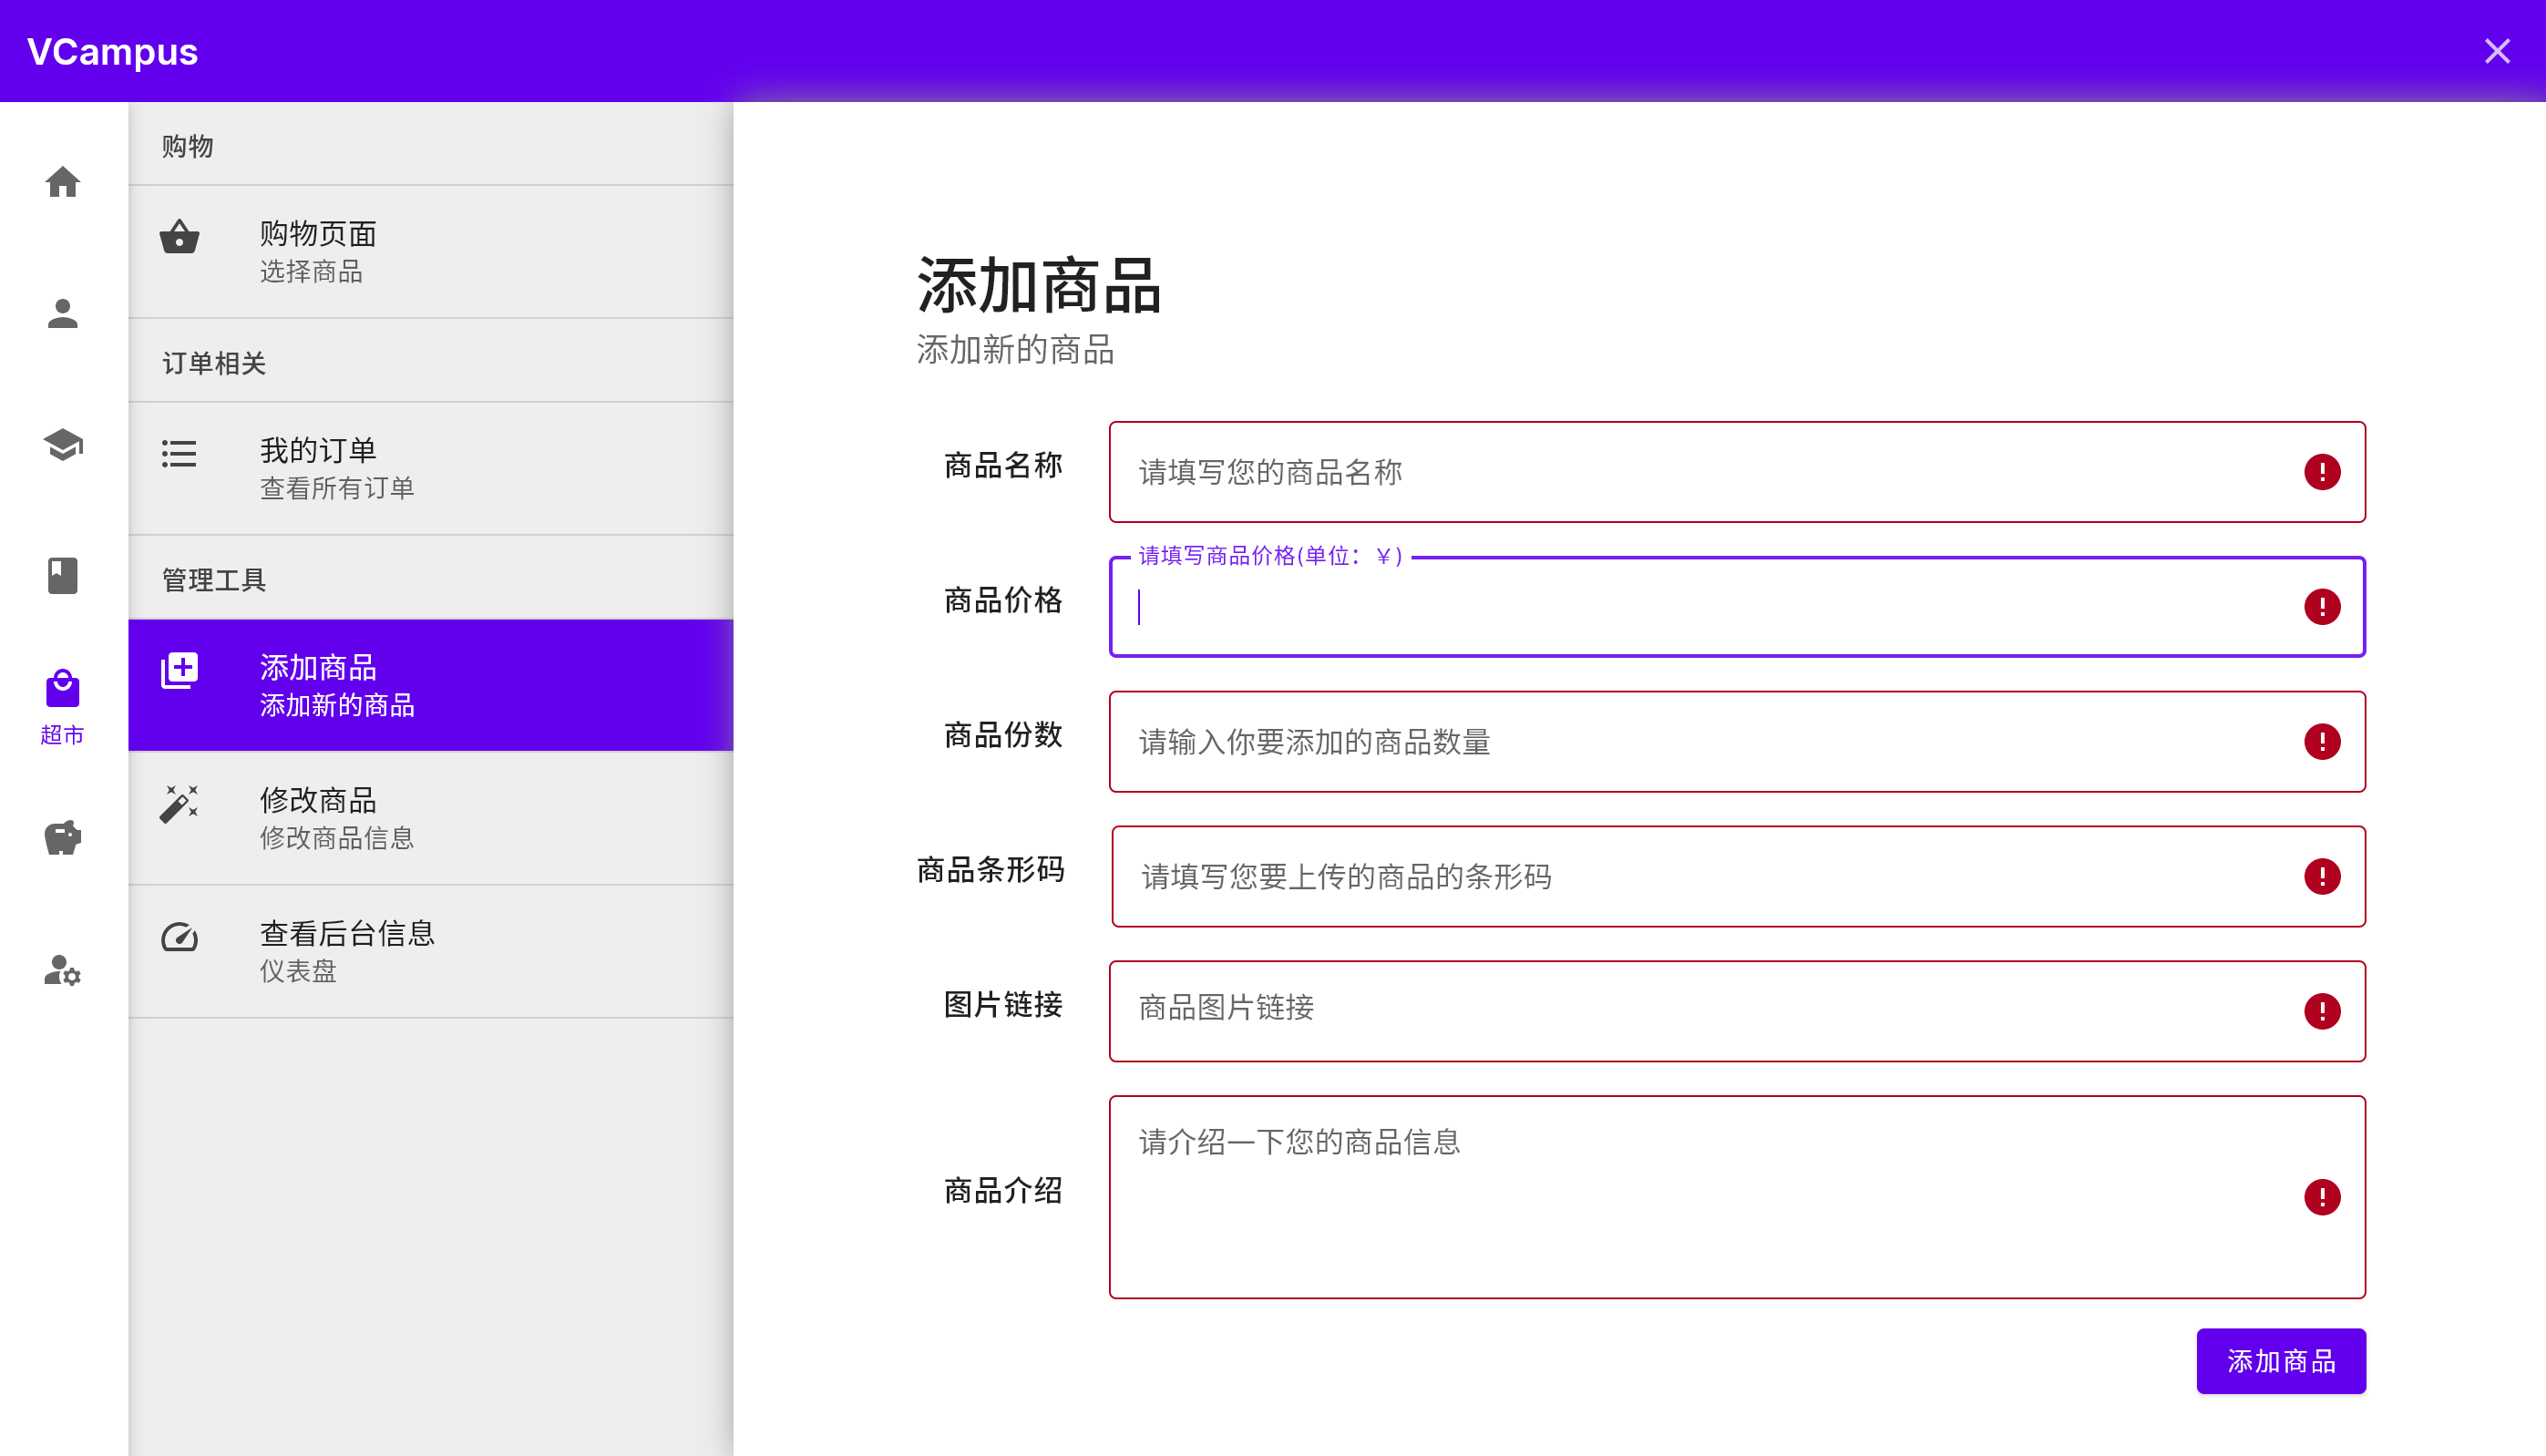 VCampus
超市
购物
购物页面
选择商品
订单相关
我的订单
查看所有订单
管理工具
添加商品
添加新的商品
修改商品
修改商品信息
查看后台信息
仪表盘
添加商品
添加新的商品
商品名称
请填写您的商品名称
商品价格
请填写商品价格(单位：￥)
商品份数
请输入你要添加的商品数量
商品条形码
请填写您要上传的商品的条形码
图片链接
商品图片链接
商品介绍
请介绍一下您的商品信息
添加商品